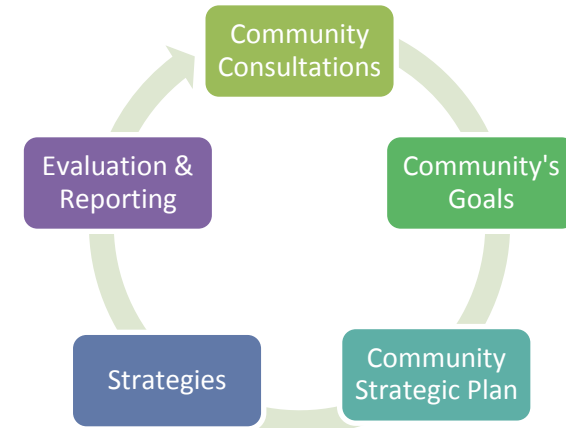 Community
Consultations
Community's
Goals
Community
Strategic Plan
Strategies
Evaluation &
Reporting